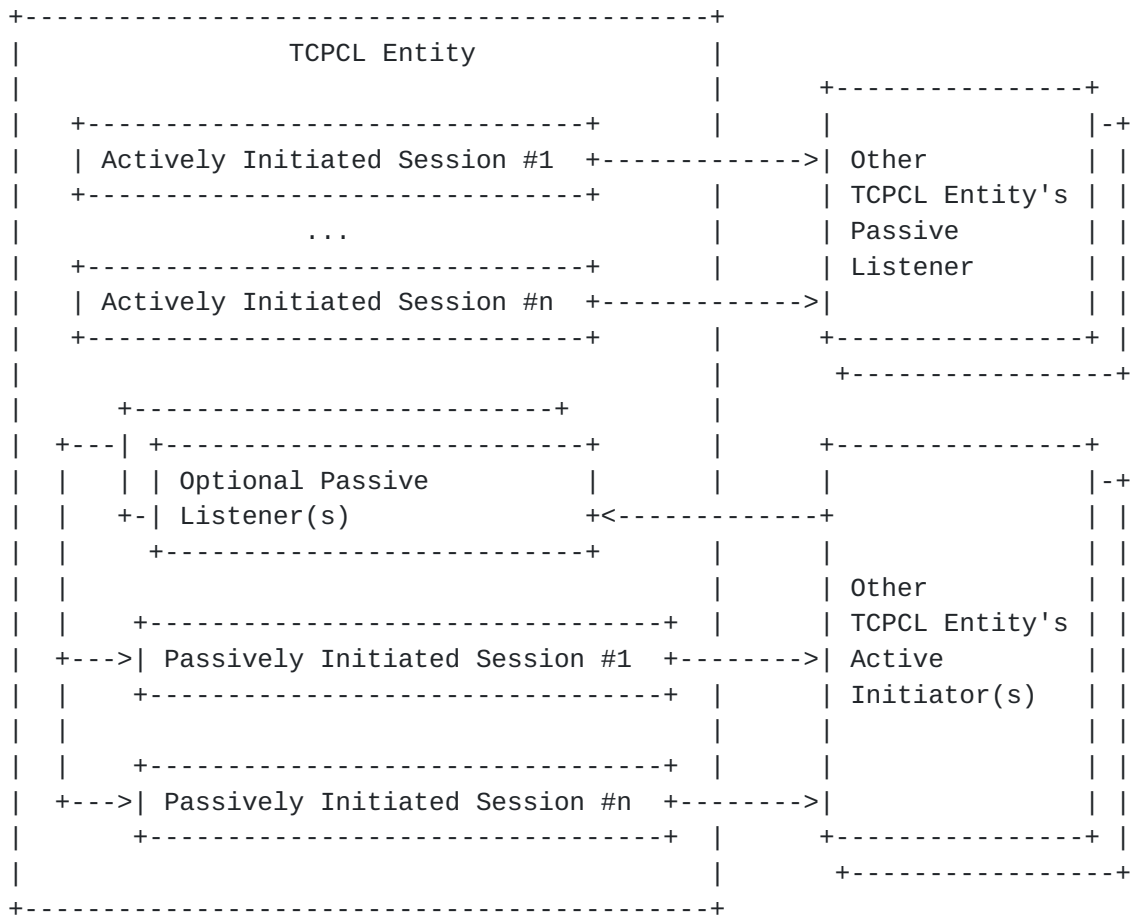 TCPCL Entity
Actively Initiated Session #1
...
Actively Initiated Session #n
Other
TCPCL Entity's
Passive
Listener
Optional Passive
Listener(s)
Passively Initiated Session #1
Passively Initiated Session #n
Other
TCPCL Entity's
Active
Initiator(s)